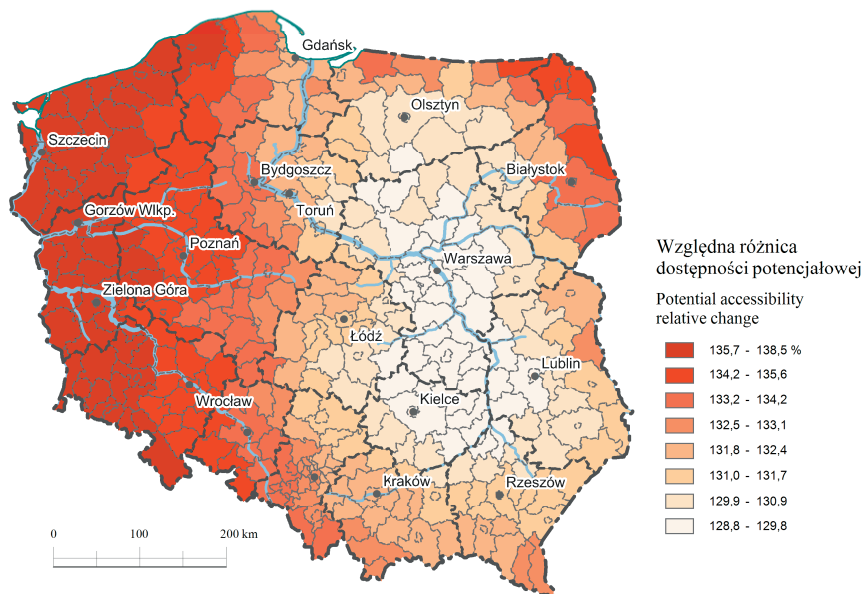 Gdańsk
Olsztyn
Szczecin
Białystok
Bydgoszcz
Toruń
Gorzów Wlkp.
Poznań
Warszawa
Zielona Góra
Łódź
Lublin
Wrocław
Kielce
Kraków
Rzeszów
0 100 200 km
Względna różnica
dostępności potencjałowej
Potential accessibility
relative change
135,7 - 138,5 %
134,2 - 135,6
133,2 - 134,2
132,5 - 133,1
131,8 - 132,4
131,0 - 131,7
129,9 - 130,9
128,8 - 129,8